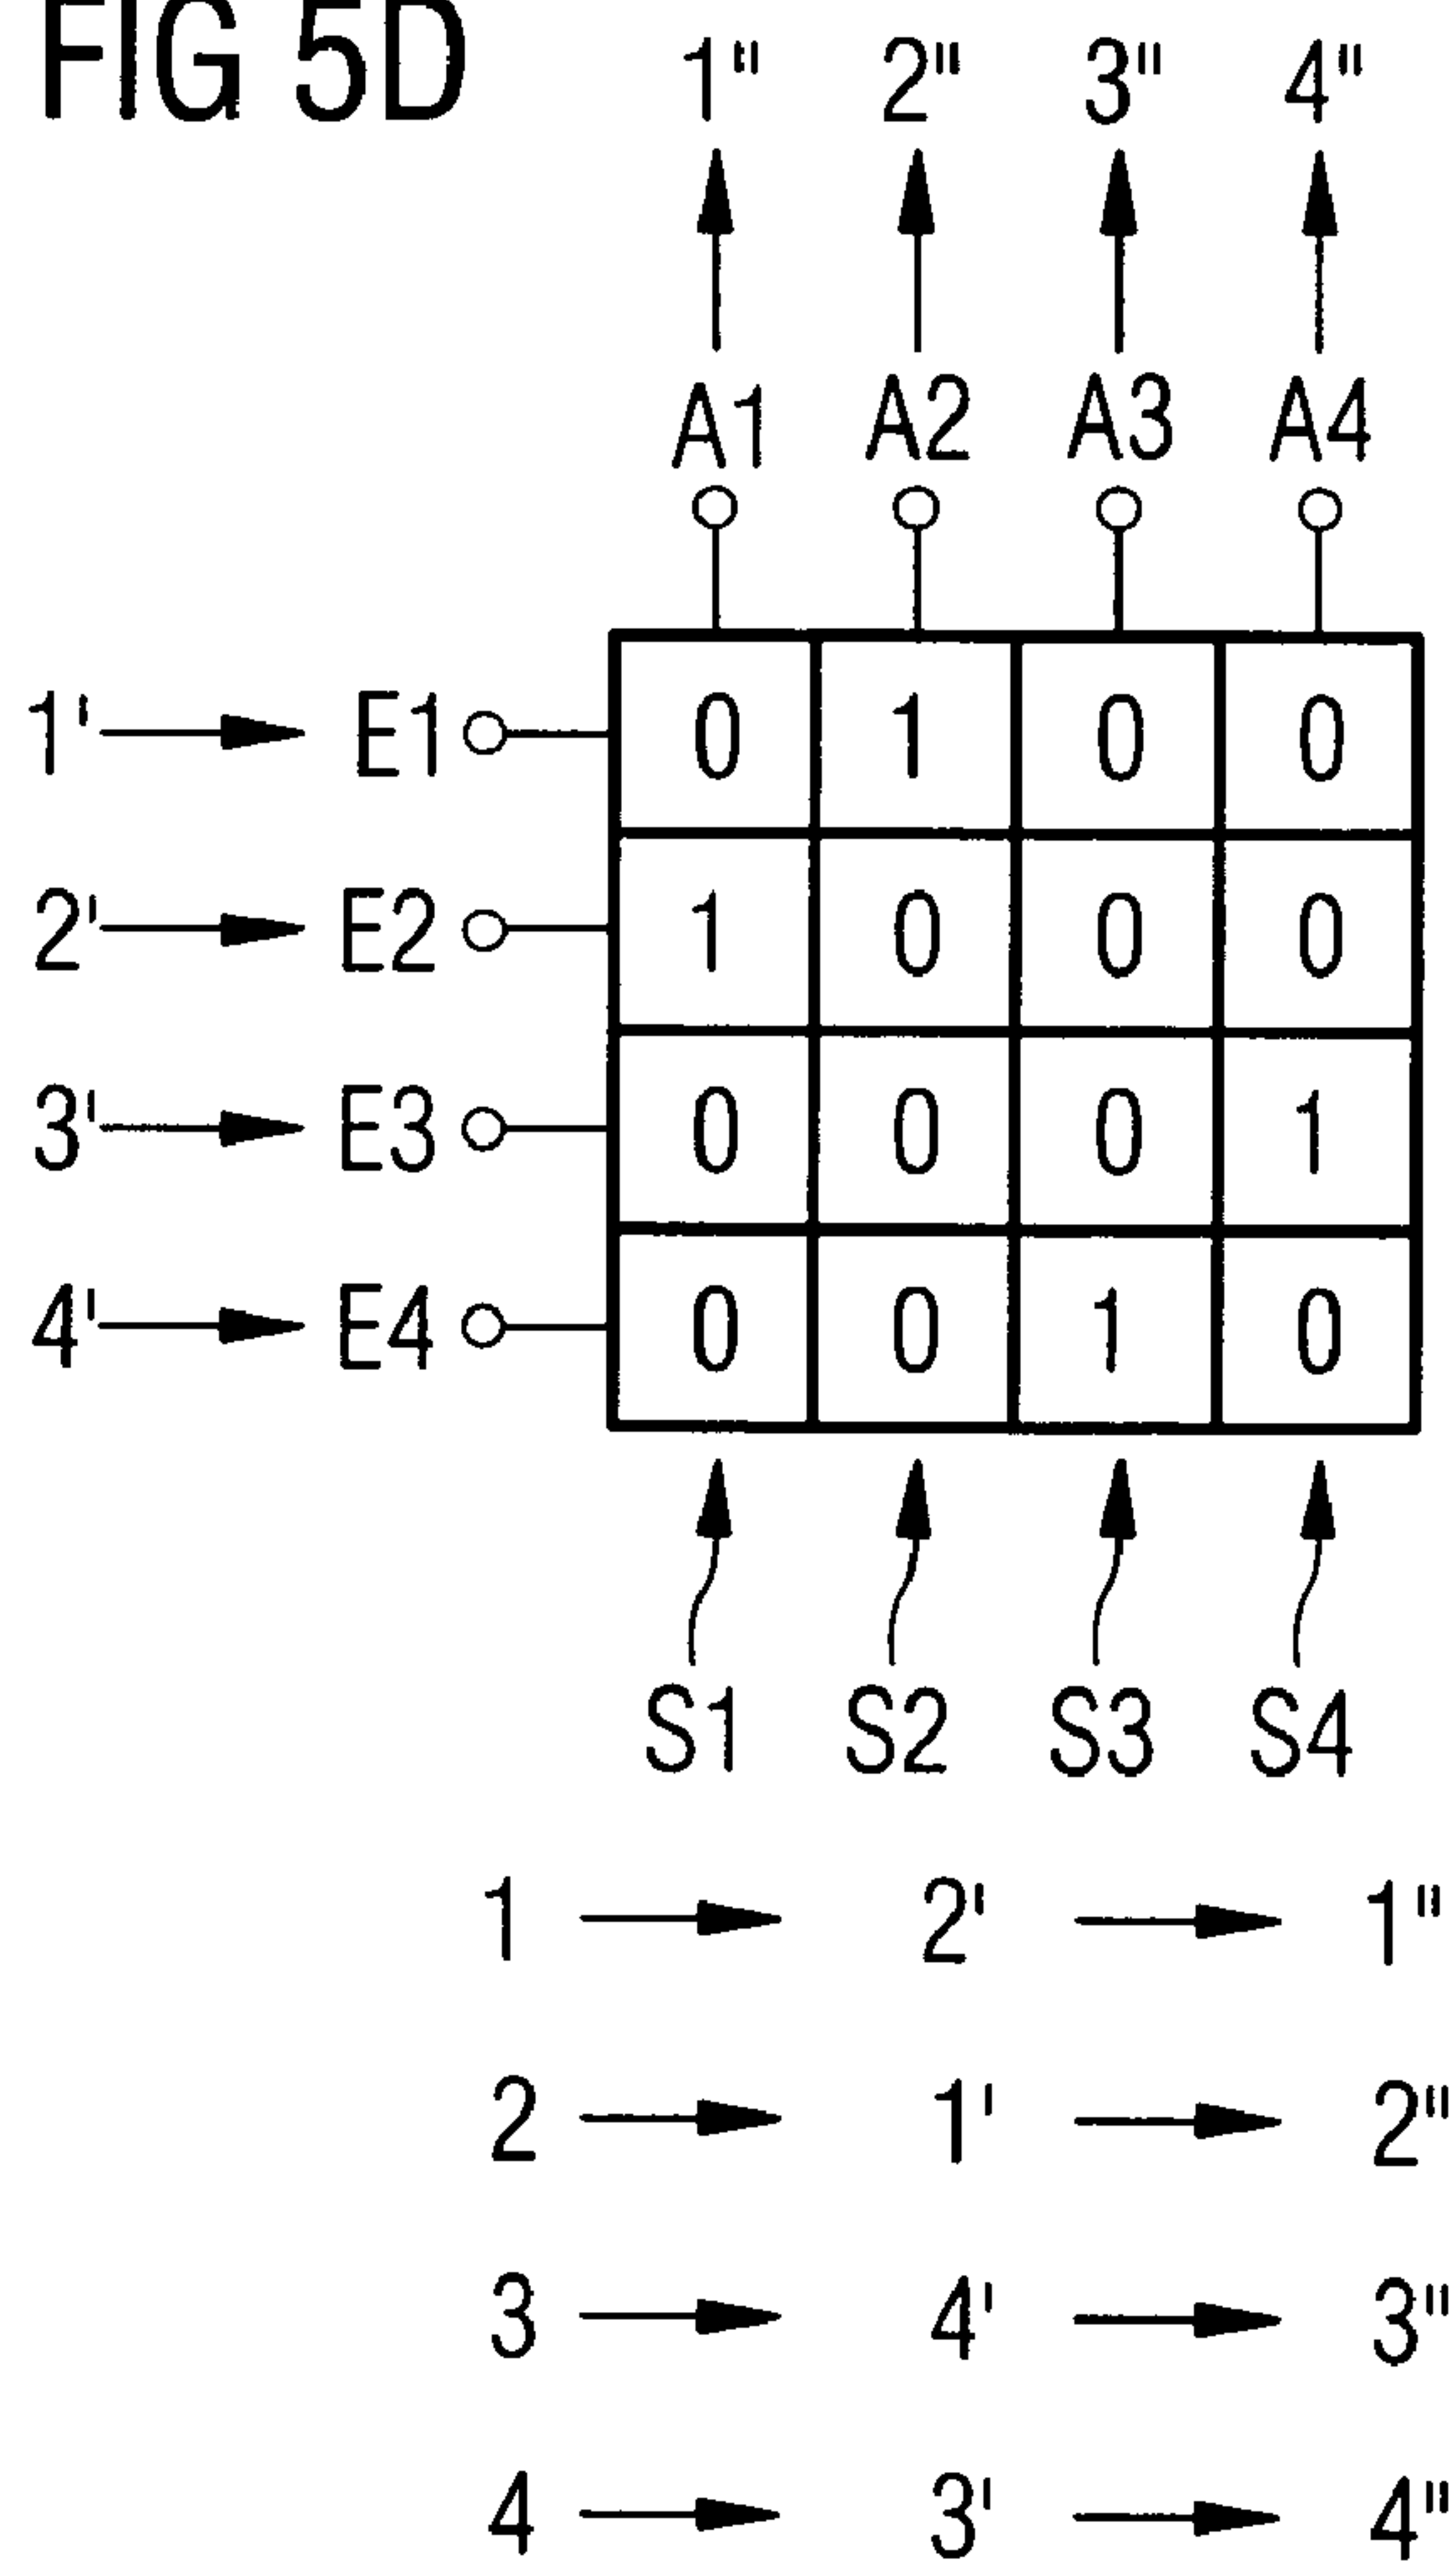 FIG 5D
1" 2" 3" 4"
A1 A2 A3 A4
1' E1 0 1 0 0
2' E2 1 0 0 0
3' E3 0 0 0 1
4' E4 0 0 1 0
S1 S2 S3 S4
1 2' 1"
2 1' 2"
3 4' 3"
4 3' 4"